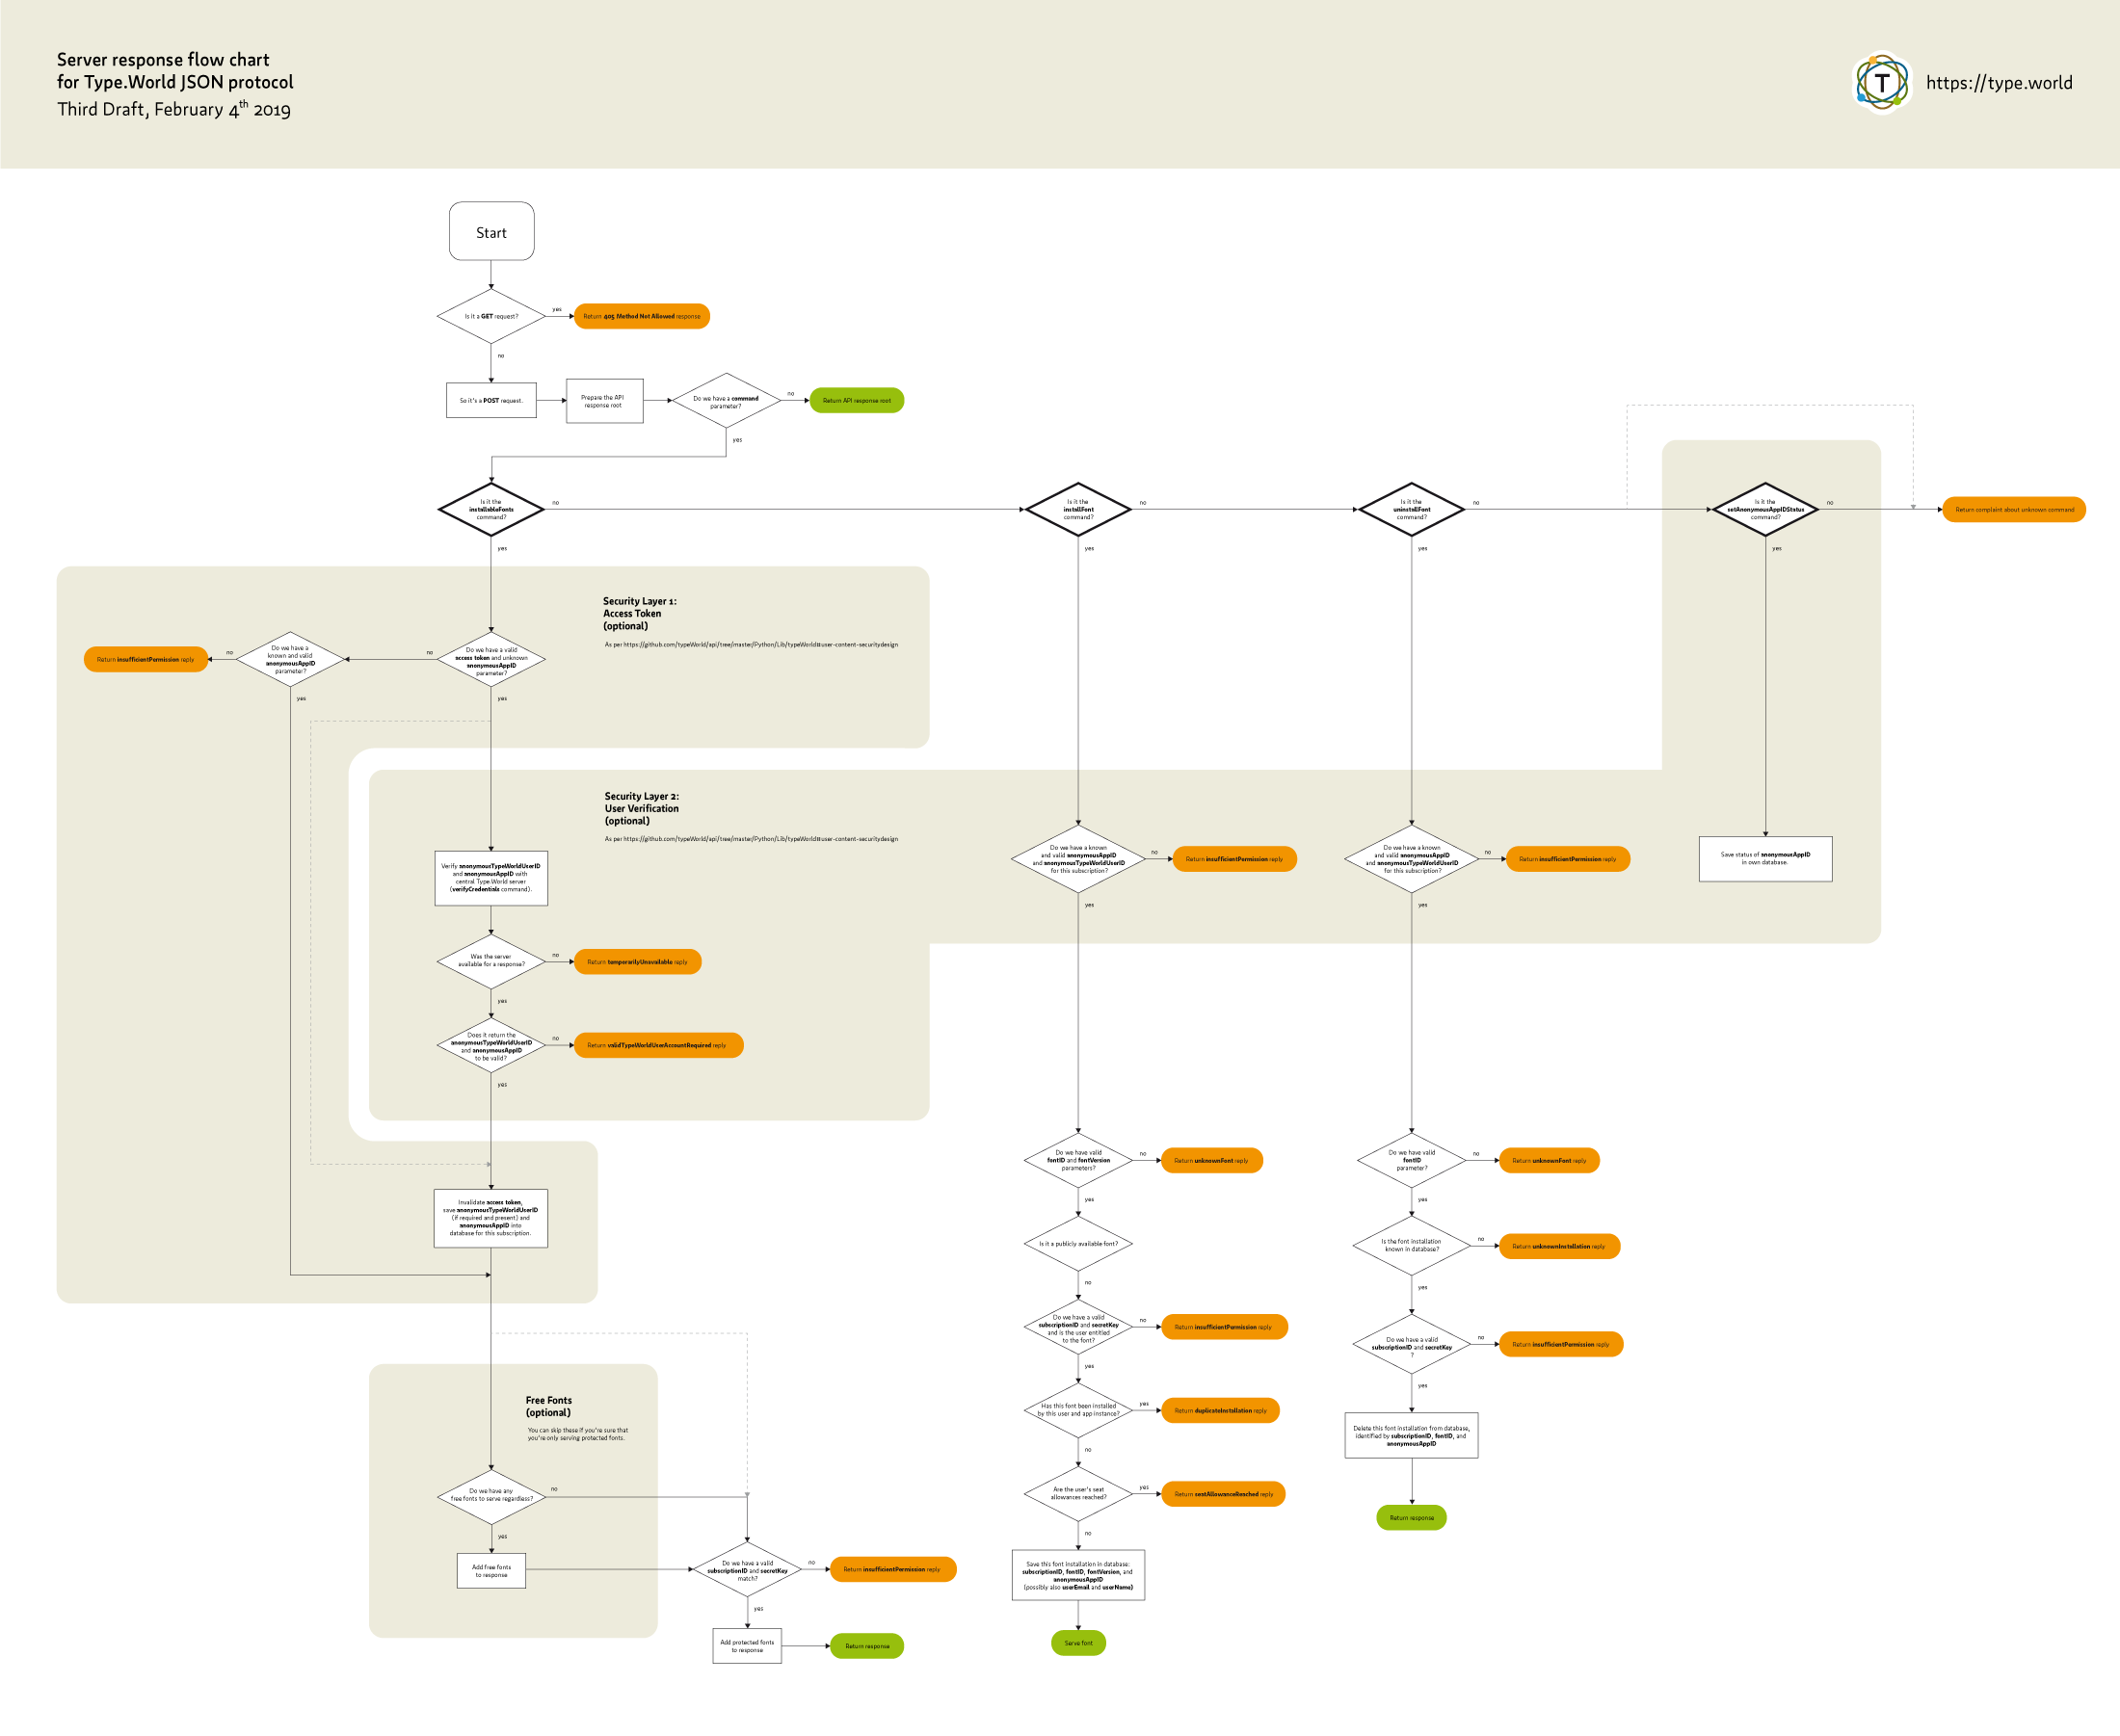 Server response flow chart
for Type.World JSON protocol
Third Draft, February 4th 2019
T
https://type.world
Start
Is it a GET request?
yes
Return 405 Method Not Allowed response
no
So it's a POST request.
Prepare the API
response root
Do we have a command
parameter?
no
Return API response root
yes
Is it the
installableFonts
command?
no
yes
Is it the
installFont
command?
no
yes
Is it the
uninstallFont
command?
no
yes
Is it the
setAnonymousAppIDStatus
command?
no
yes
Return complaint about unknown command
Security Layer 1:
Access Token
(optional)
As per https://github.com/typeWorld/api/tree/master/Python/Lib/typeWorld#user-content-securitydesign
Do we have a valid
access token and unknown
anonymousAppID
parameter?
no
yes
Do we have a
known and valid
anonymousAppID
parameter?
no
yes
Return insufficientPermission reply
Security Layer 2:
User Verification
(optional)
As per https://github.com/typeWorld/api/tree/master/Python/Lib/typeWorld#user-content-securitydesign
Verify anonymousTypeWorldUserID
and anonymousAppID with
central Type.World server
(verifyCredentials command).
Was the server
available for a response?
no
Return temporarilyUnavailable reply
yes
Does it return the
anonymousTypeWorldUserID
and anonymousAppID
to be valid?
no
Return validTypeWorldUserAccountRequired reply
yes
Invalidate access token,
save anonymousTypeWorldUserID
(if required and present) and
anonymousAppID into
database for this subscription.
Free Fonts
(optional)
You can skip these if you're sure that
you're only serving protected fonts.
Do we have any
free fonts to serve regardless?
no
yes
Add free fonts
to response
Do we have a valid
subscriptionID and secretKey
match?
no
Return insufficientPermission reply
yes
Add protected fonts
to response
Return response
Do we have a known
and valid anonymousAppID
and anonymousTypeWorldUserID
for this subscription?
no
Return insufficientPermission reply
yes
Do we have valid
fontID and fontVersion
parameters?
no
Return unknownFont reply
yes
Is it a publicly available font?
no
Do we have a valid
subscriptionID and secretKey
and is the user entitled
to the font?
no
Return insufficientPermission reply
yes
Has this font been installed
by this user and app instance?
yes
Return duplicateInstallation reply
no
Are the user's seat
allowances reached?
yes
Return seatAllowanceReached reply
no
Save this font installation in database:
subscriptionID, fontID, fontVersion, and
anonymousAppID
(possibly also userEmail and userName)
Serve font
Do we have a known
and valid anonymousAppID
and anonymousTypeWorldUserID
for this subscription?
no
Return insufficientPermission reply
yes
Do we have valid
fontID
parameter?
no
Return unknownFont reply
yes
Is the font installation
known in database?
no
Return unknownInstallation reply
yes
Do we have a valid
subscriptionID and secretKey
?
no
Return insufficientPermission reply
yes
Delete this font installation from database,
identified by subscriptionID, fontID, and
anonymousAppID
Return response
Save status of anonymousAppID
in own database.